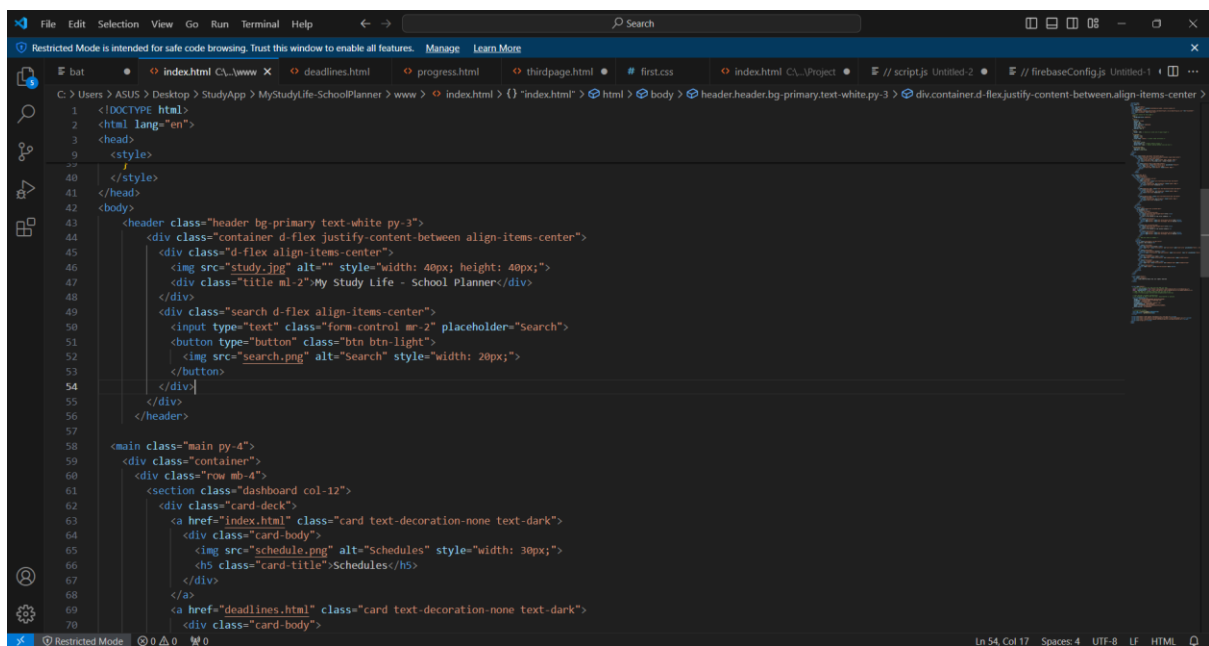 File Edit Selection View Go Run Terminal Help Search
Restricted Mode is intended for safe code browsing. Trust this window to enable all features. Manage Learn More
bat index.html C:\...\www deadlines.html progress.html thirdpage.html # first.css index.html C:\...\Project // script.js Untitled-2 // firebaseConfig.js Untitled-1
C: > Users > ASUS > Desktop > StudyApp > MyStudyLife-SchoolPlanner > www > index.html > {} "index.html" > html > body > header.header.bg-primary.text-white.py-3 > div.container.d-flex.justify-content-between.align-items-center >
1 <!DOCTYPE html>
2 <html lang="en">
3 <head>
9 <style>
39 }
40 </style>
41 </head>
42 <body>
43 <header class="header bg-primary text-white py-3">
44 <div class="container d-flex justify-content-between align-items-center">
45 <div class="d-flex align-items-center">
46 <img src="study.jpg" alt="" style="width: 40px; height: 40px;">
47 <div class="title ml-2">My Study Life - School Planner</div>
48 </div>
49 <div class="search d-flex align-items-center">
50 <input type="text" class="form-control mr-2" placeholder="Search">
51 <button type="button" class="btn btn-light">
52 <img src="search.png" alt="Search" style="width: 20px;">
53 </button>
54 </div>
55 </div>
56 </header>
57
58 <main class="main py-4">
59 <div class="container">
60 <div class="row mb-4">
61 <section class="dashboard col-12">
62 <div class="card-deck">
63 <a href="index.html" class="card text-decoration-none text-dark">
64 <div class="card-body">
65 <img src="schedule.png" alt="Schedules" style="width: 30px;">
66 <h5 class="card-title">Schedules</h5>
67 </div>
68 </a>
69 <a href="deadlines.html" class="card text-decoration-none text-dark">
70 <div class="card-body">
Restricted Mode 0 0 0 Ln 54, Col 17 Spaces: 4 UTF-8 LF HTML